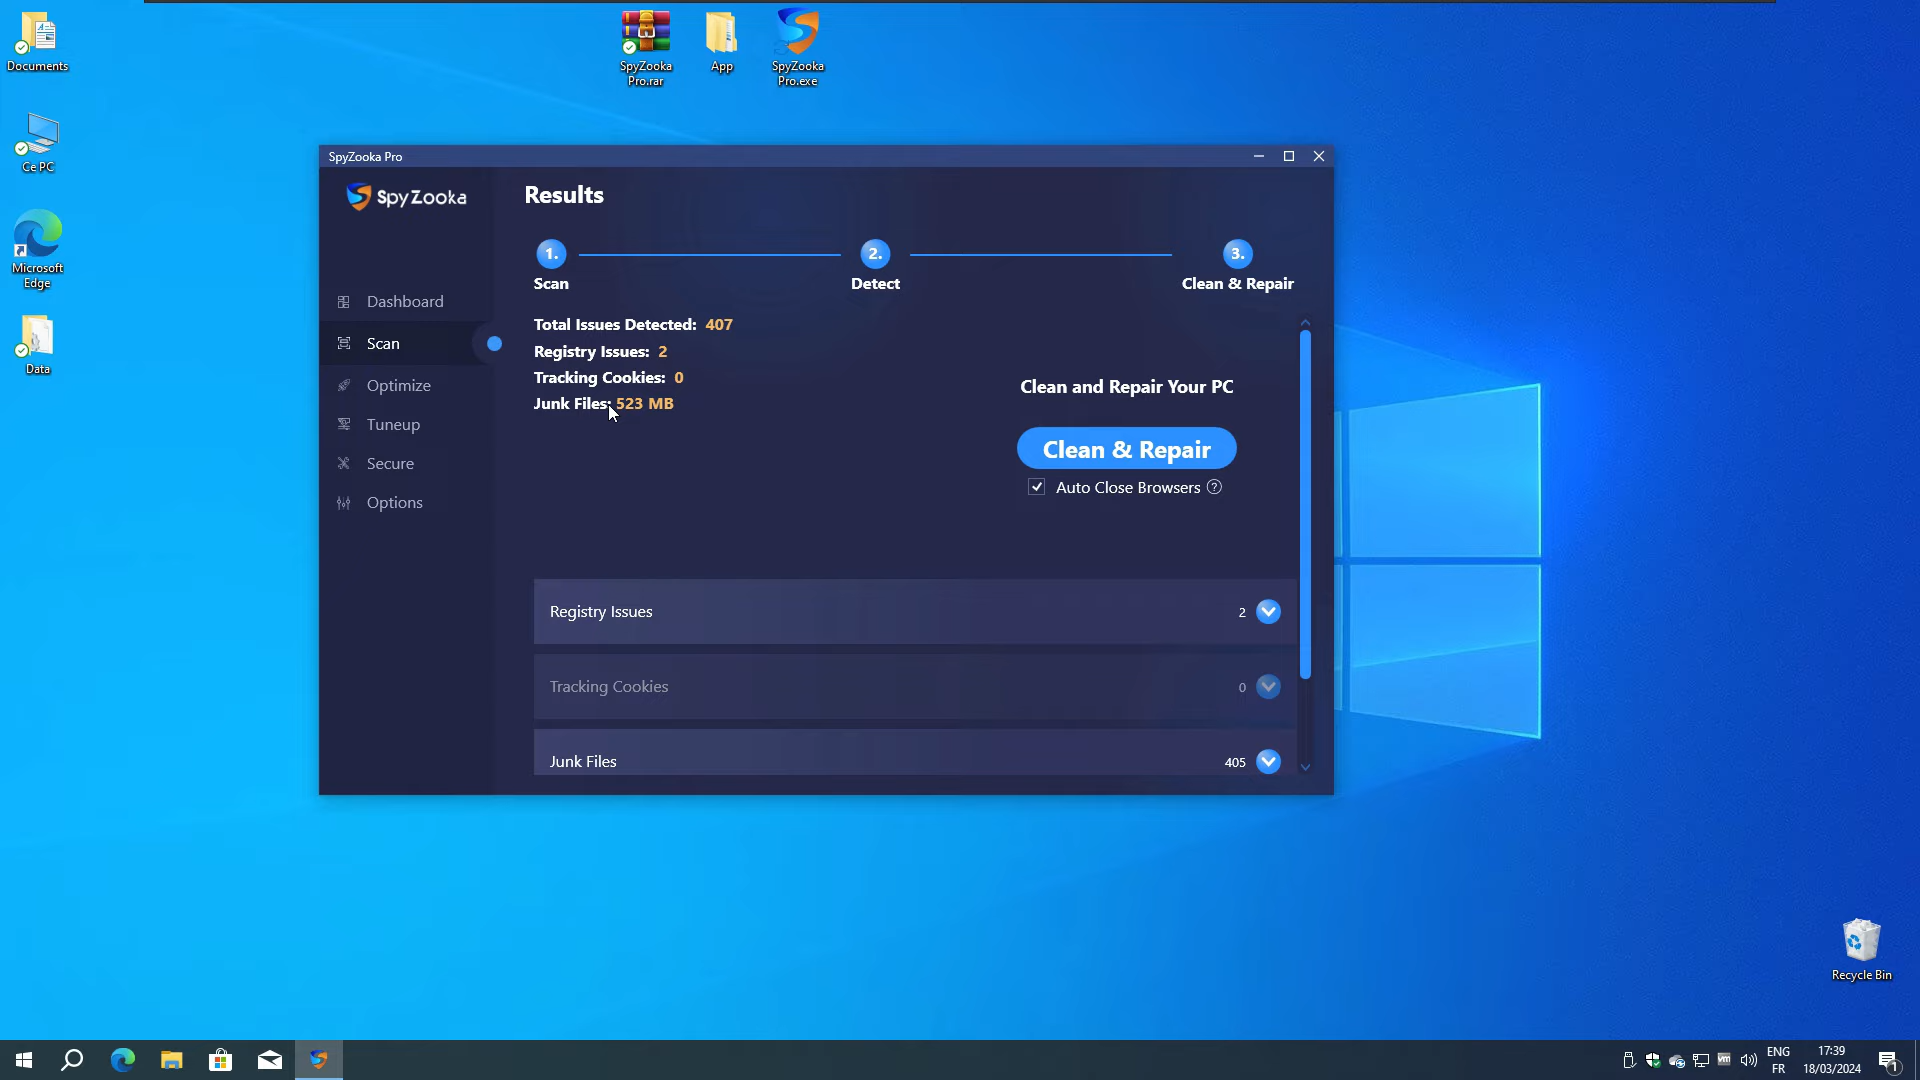 Documents
Ce PC
Microsoft
Edge
Data
SpyZooka
Pro.rar
App
SpyZooka
Pro.exe
SpyZooka Pro
SpyZooka
Dashboard
Scan
Optimize
Tuneup
Secure
Options
Results
1.
2.
3.
Scan
Detect
Clean & Repair
Total Issues Detected: 407
Registry Issues: 2
Tracking Cookies: 0
Junk Files: 523 MB
Clean and Repair Your PC
Clean & Repair
Auto Close Browsers ?
Registry Issues 2
Tracking Cookies 0
Junk Files 405
Recycle Bin
vm
ENG
FR
17:39
18/03/2024
1